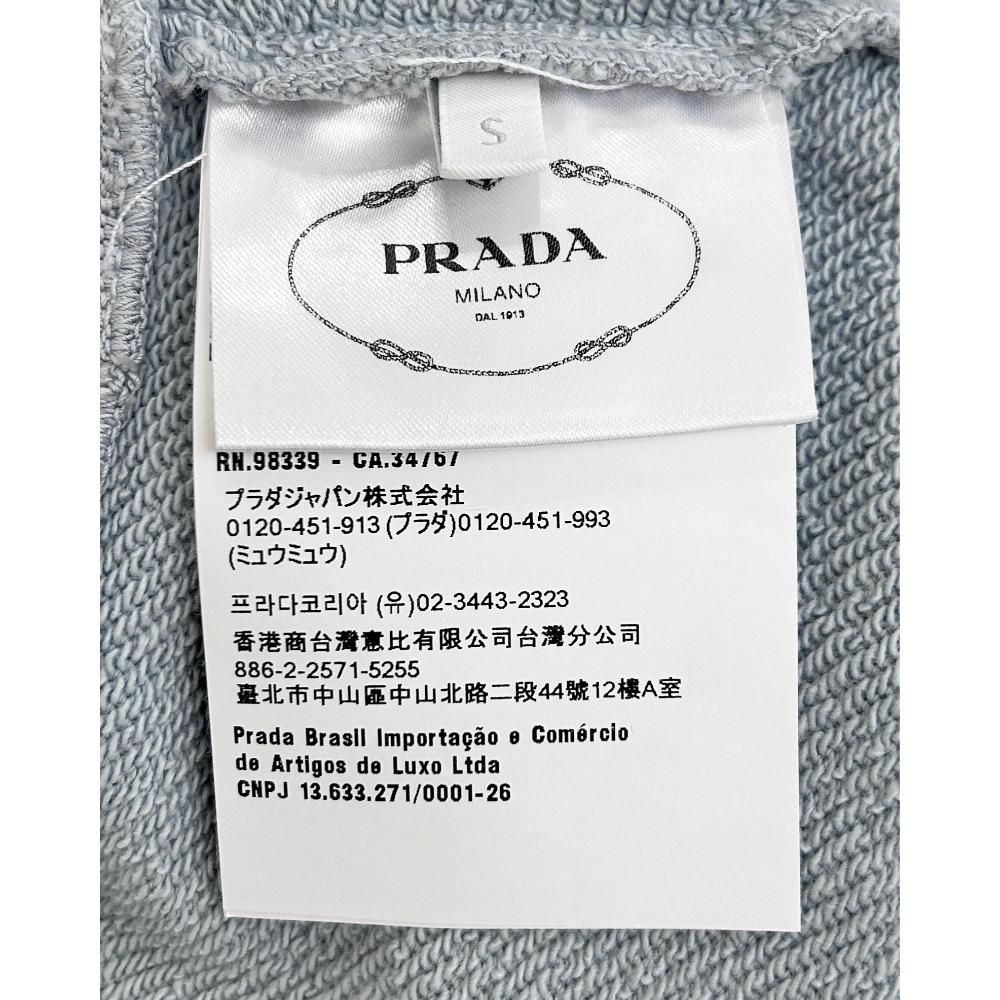 S
PRADA
MILANO
DAL 1913
RN.98339 - CA.34767
プラダジャパン株式会社
0120-451-913 (プラダ)0120-451-993
(ミュウミュウ)
프라다코리아 (유)02-3443-2323
香港商台灣意比有限公司台灣分公司
886-2-2571-5255
臺北市中山區中山北路二段44號12樓A室
Prada Brasil Importação e Comércio
de Artigos de Luxo Ltda
CNPJ 13.633.271/0001-26